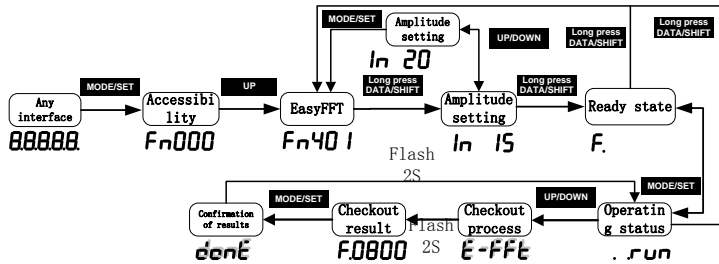 MODE/SET
Amplitude
setting
In 20
UP/DOWN
Long press
DATA/SHIFT
Long press
DATA/SHIFT
Any
interface
8.8.8.8.8.
MODE/SET
Accessibi
lity
Fn000
UP
EasyFFT
Fn401
Long press
DATA/SHIFT
Amplitude
setting
In 15
Long press
DATA/SHIFT
Ready state
F.
Flash
2S
Confirmation
of results
donE
MODE/SET
Checkout
result
F.0800
Flash
2S
Checkout
process
E-FFt
UP/DOWN
Operatin
g status
. .run
MODE/SET